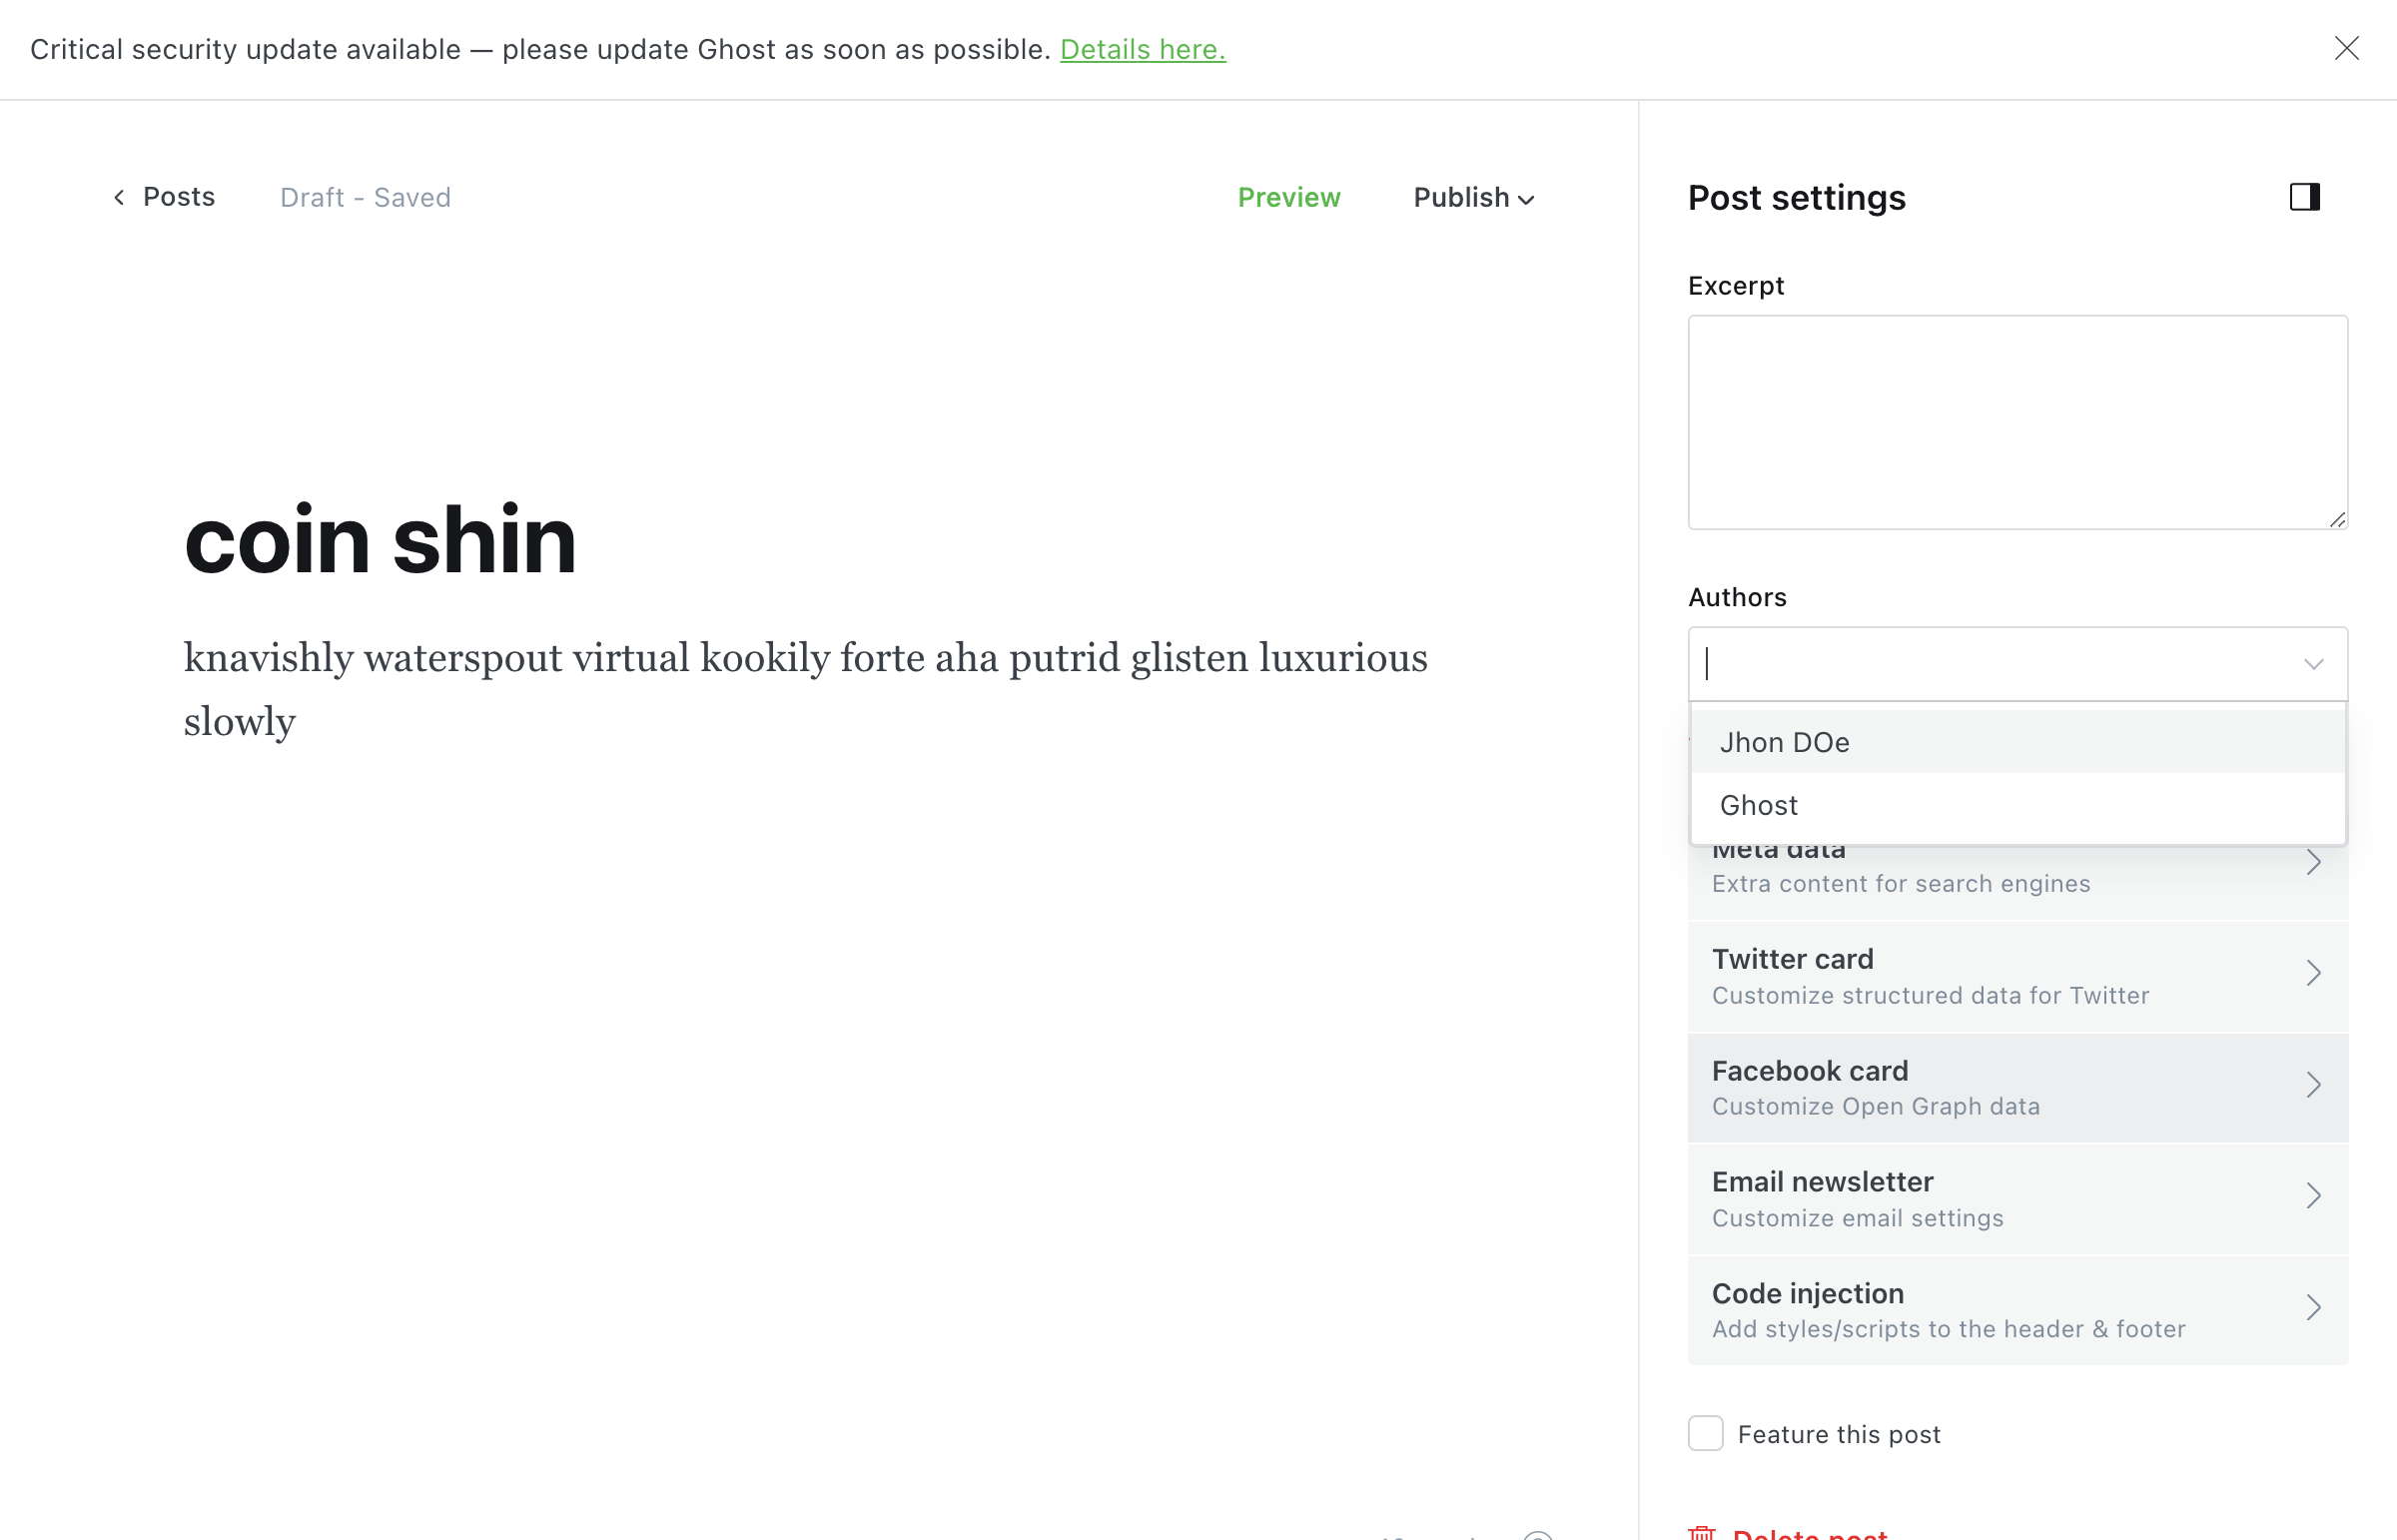 Critical security update available — please update Ghost as soon as possible. Details here.
Posts
Draft - Saved
Preview
Publish
coin shin
knavishly waterspout virtual kookily forte aha putrid glisten luxurious
slowly
Post settings
Excerpt
Authors
Jhon DOe
Ghost
Meta data
Extra content for search engines
Twitter card
Customize structured data for Twitter
Facebook card
Customize Open Graph data
Email newsletter
Customize email settings
Code injection
Add styles/scripts to the header & footer
Feature this post
Delete post